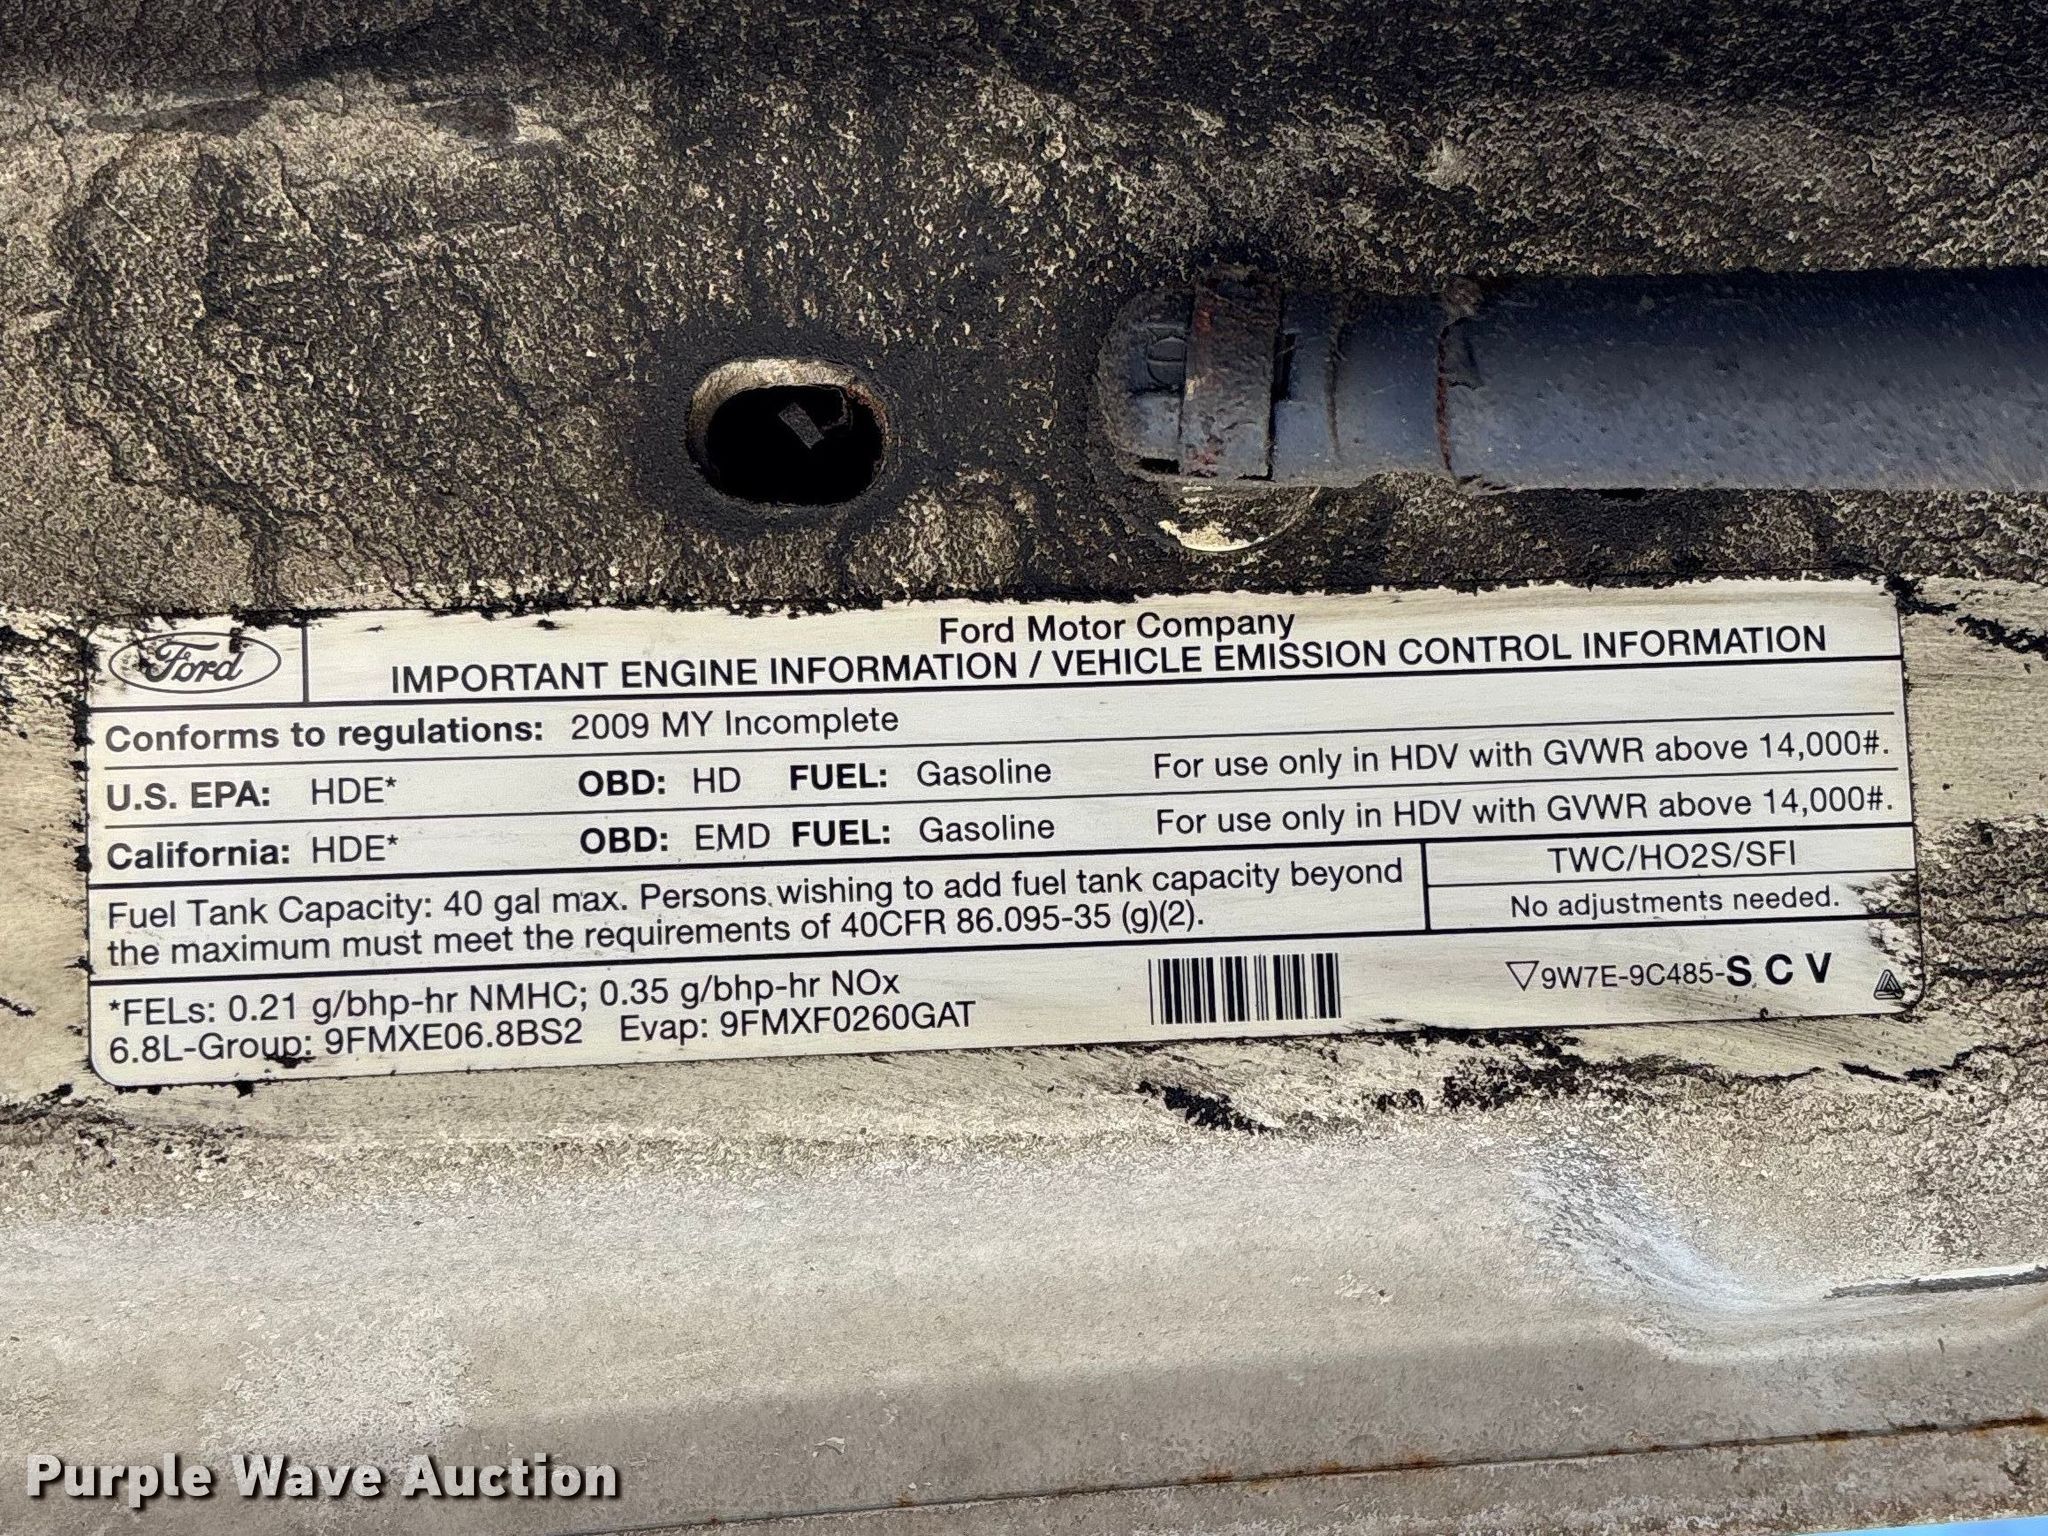 Ford
Ford Motor Company
IMPORTANT ENGINE INFORMATION / VEHICLE EMISSION CONTROL INFORMATION
Conforms to regulations: 2009 MY Incomplete
U.S. EPA: HDE* OBD: HD FUEL: Gasoline For use only in HDV with GVWR above 14,000#.
California: HDE* OBD: EMD FUEL: Gasoline For use only in HDV with GVWR above 14,000#.
Fuel Tank Capacity: 40 gal max. Persons wishing to add fuel tank capacity beyond
the maximum must meet the requirements of 40CFR 86.095-35 (g)(2).
TWC/HO2S/SFI
No adjustments needed.
*FELs: 0.21 g/bhp-hr NMHC; 0.35 g/bhp-hr NOx
6.8L-Group: 9FMXE06.8BS2 Evap: 9FMXF0260GAT
9W7E-9C485-S C V
Purple Wave Auction